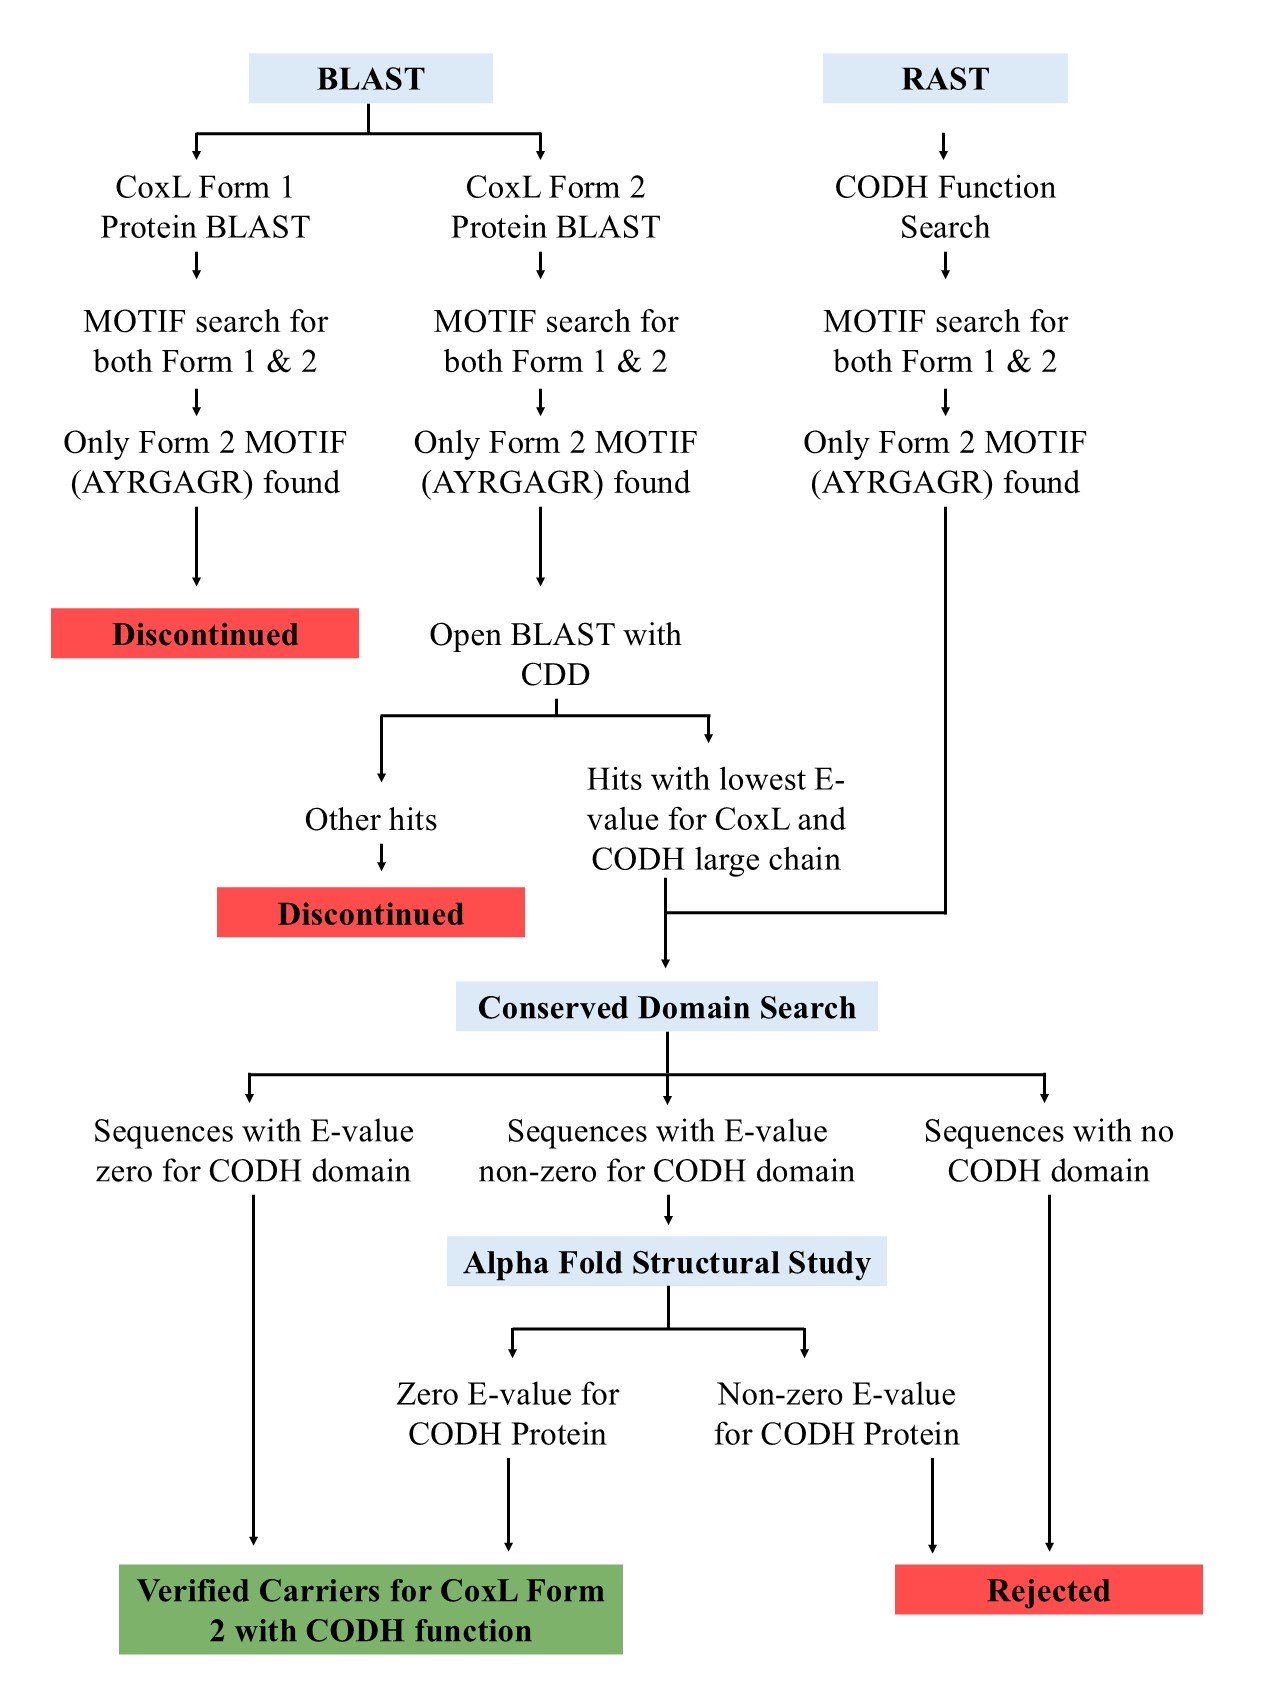 BLAST
RAST
CoxL Form 1
Protein BLAST
CoxL Form 2
Protein BLAST
CODH Function
Search
MOTIF search for
both Form 1 & 2
MOTIF search for
both Form 1 & 2
MOTIF search for
both Form 1 & 2
Only Form 2 MOTIF
(AYRGAGR) found
Only Form 2 MOTIF
(AYRGAGR) found
Only Form 2 MOTIF
(AYRGAGR) found
Discontinued
Open BLAST with
CDD
Other hits
Hits with lowest E-
value for CoxL and
CODH large chain
Discontinued
Conserved Domain Search
Sequences with E-value
zero for CODH domain
Sequences with E-value
non-zero for CODH domain
Sequences with no
CODH domain
Alpha Fold Structural Study
Zero E-value for
CODH Protein
Non-zero E-value
for CODH Protein
Verified Carriers for CoxL Form
2 with CODH function
Rejected